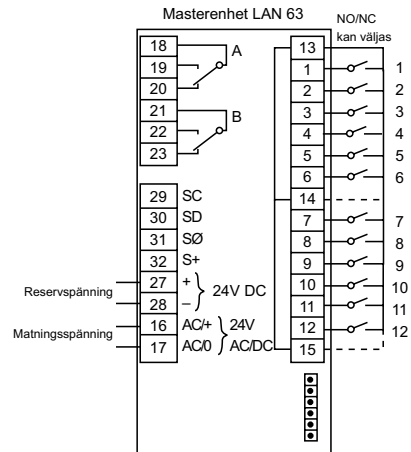 Masterenhet LAN 63
NO/NC
kan väljas
18
19
20
A
21
22
23
B
29 SC
30 SD
31 SØ
32 S+
Reservspänning
27 +
28 –
24V DC
Matningsspänning
16 AC/+
17 AC/0
24V
AC/DC
13
1 1
2 2
3 3
4 4
5 5
6 6
14
7 7
8 8
9 9
10 10
11 11
12 12
15